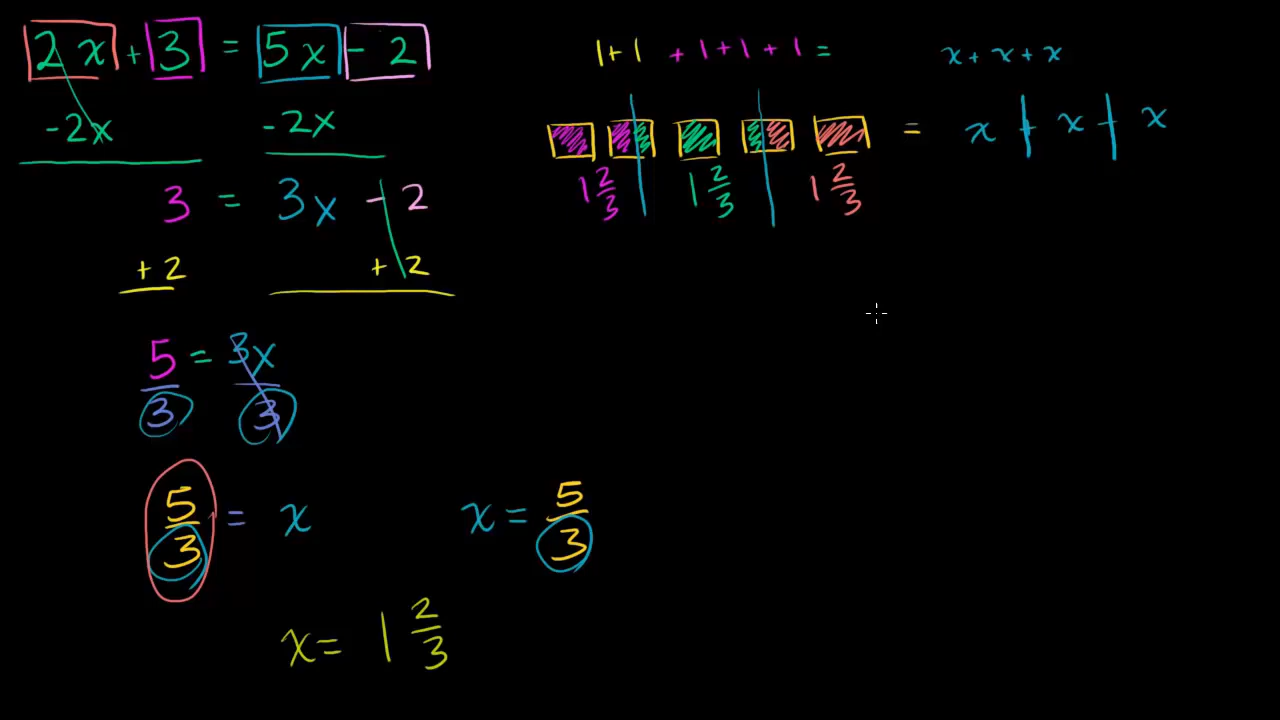 2x + 3 = 5x - 2
-2x -2x
3 = 3x - 2
+ 2 + 2
5 = 3x
3 3
5/3 = x
x = 5/3
x = 1 2/3
1 + 1 + 1 + 1 + 1 = x + x + x
= x + x + x
1 2/3 1 2/3 1 2/3